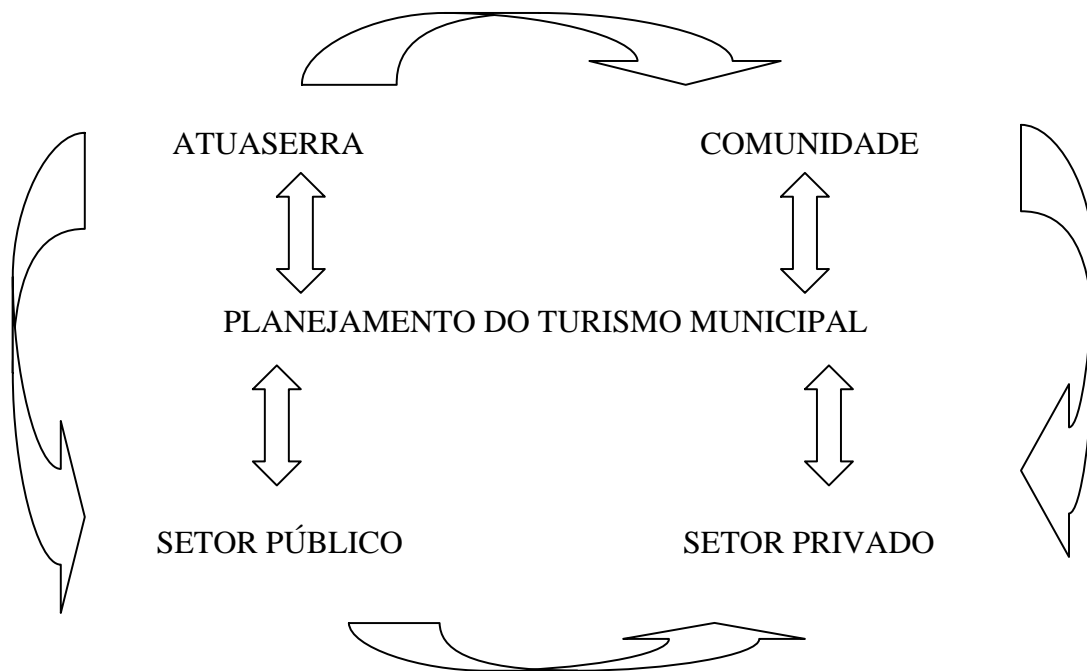 ATUASERRA COMUNIDADE
PLANEJAMENTO DO TURISMO MUNICIPAL
SETOR PÚBLICO SETOR PRIVADO